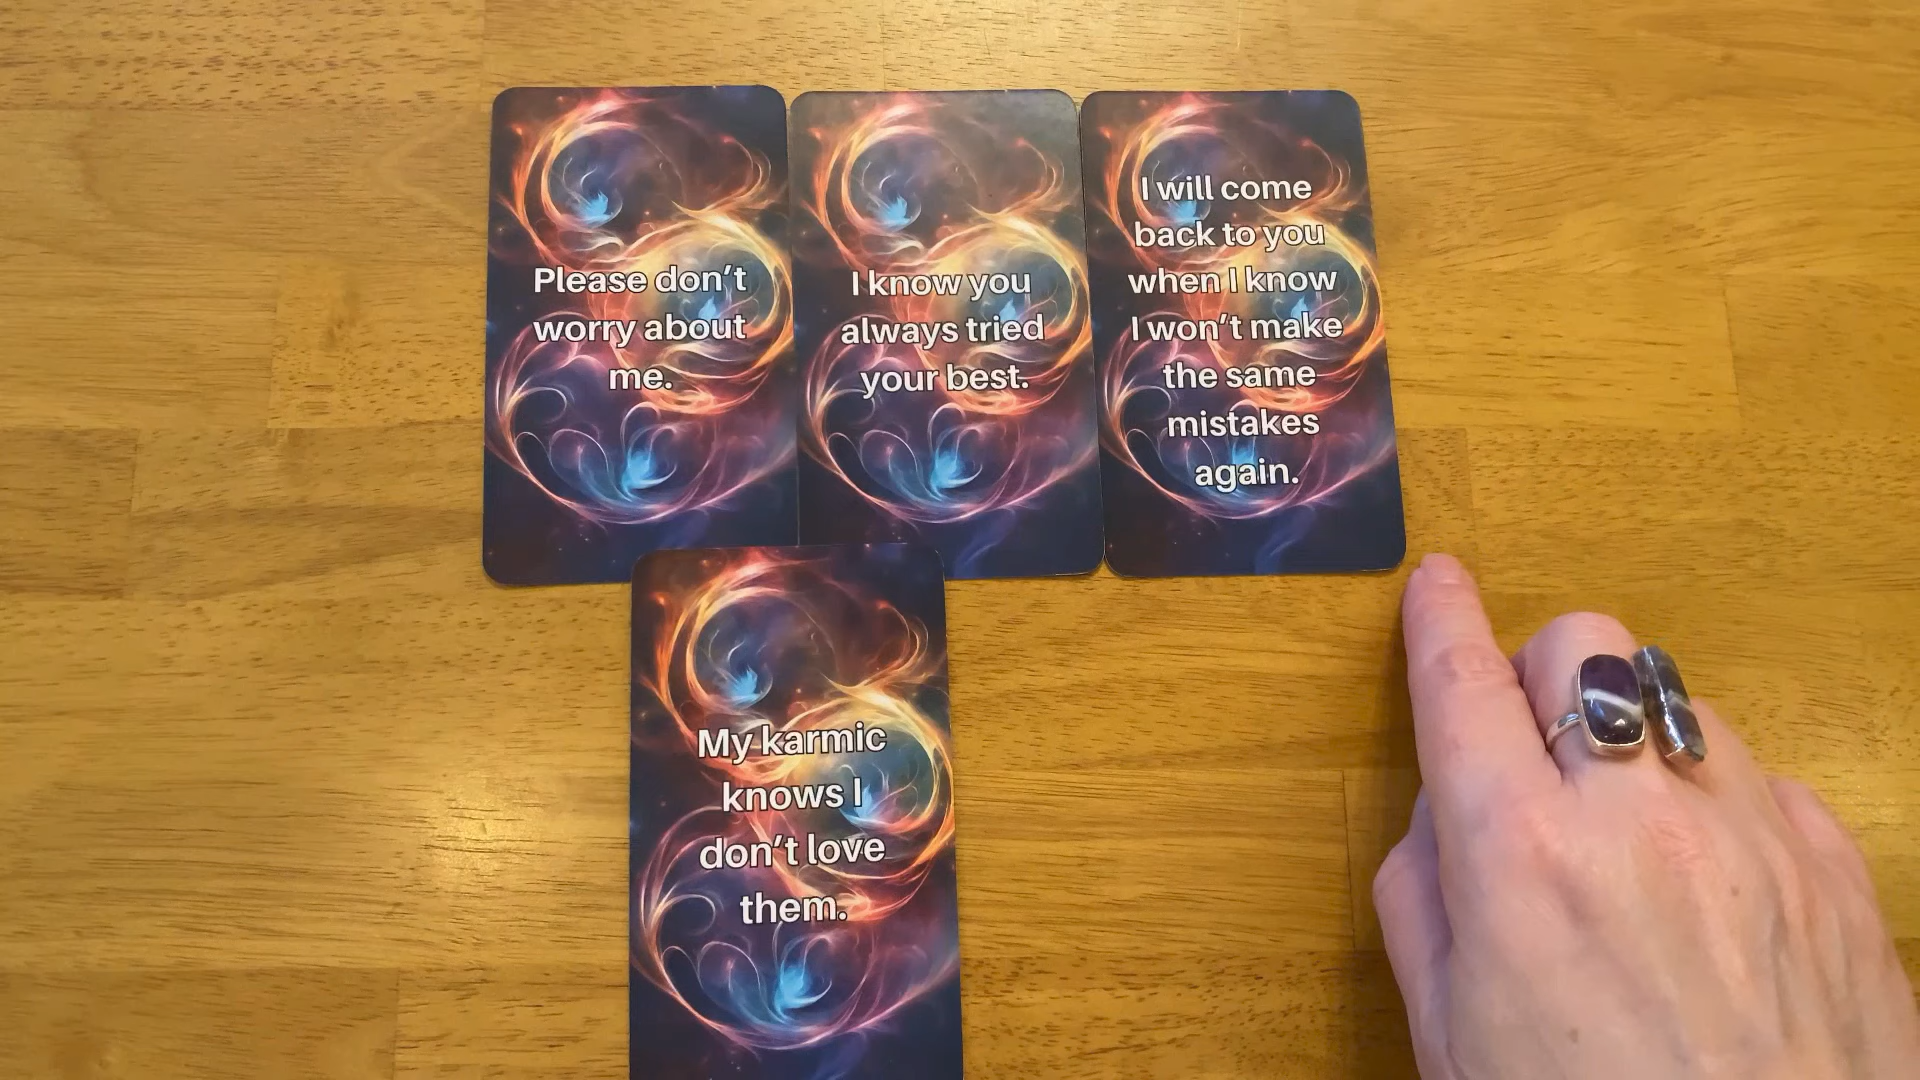 Please don't
worry about
me.
I know you
always tried
your best.
I will come
back to you
when I know
I won't make
the same
mistakes
again.
My karmic
knows I
don't love
them.